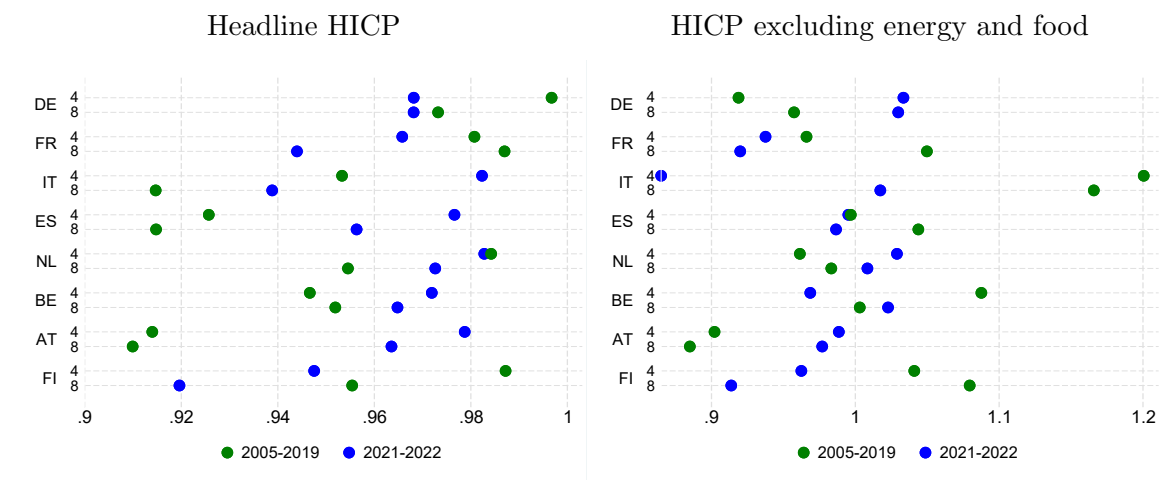 Headline HICP
HICP excluding energy and food
DE 4
8
FR 4
8
IT 4
8
ES 4
8
NL 4
8
BE 4
8
AT 4
8
FI 4
8
.9 .92 .94 .96 .98 1
2005-2019 2021-2022
DE 4
8
FR 4
8
IT 4
8
ES 4
8
NL 4
8
BE 4
8
AT 4
8
FI 4
8
.9 1 1.1 1.2
2005-2019 2021-2022